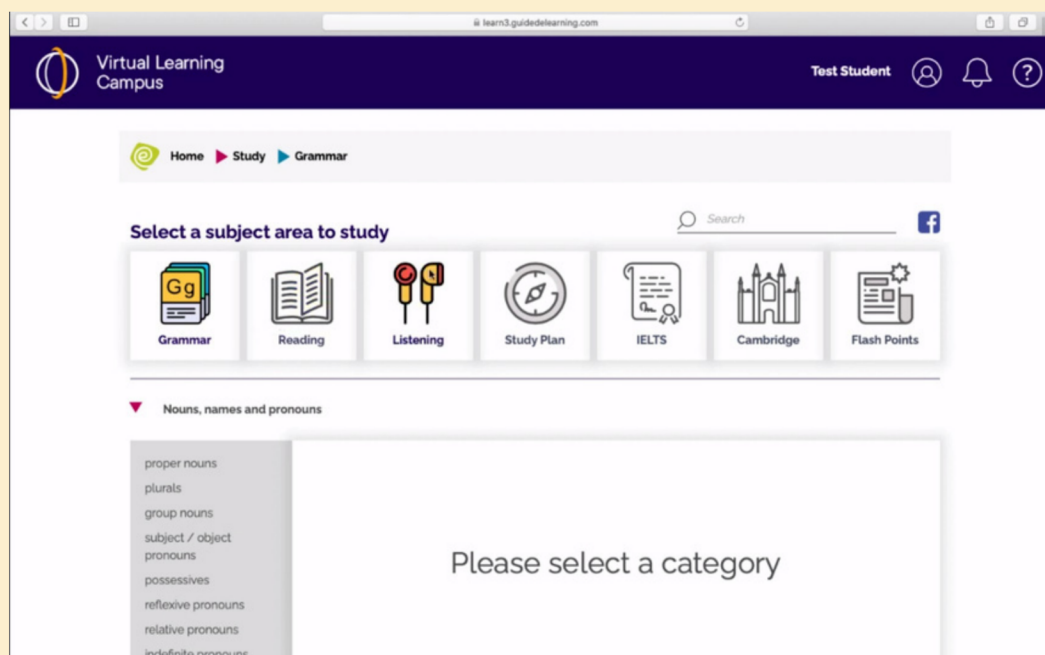 learn3.guidedelearning.com
Virtual Learning
Campus
Test Student
?
Home Study Grammar
Select a subject area to study
Search
f
Gg
Grammar Reading Listening Study Plan IELTS Cambridge Flash Points
Nouns, names and pronouns
proper nouns
plurals
group nouns
subject / object
pronouns
possessives
reflexive pronouns
relative pronouns
indefinite pronouns
Please select a category